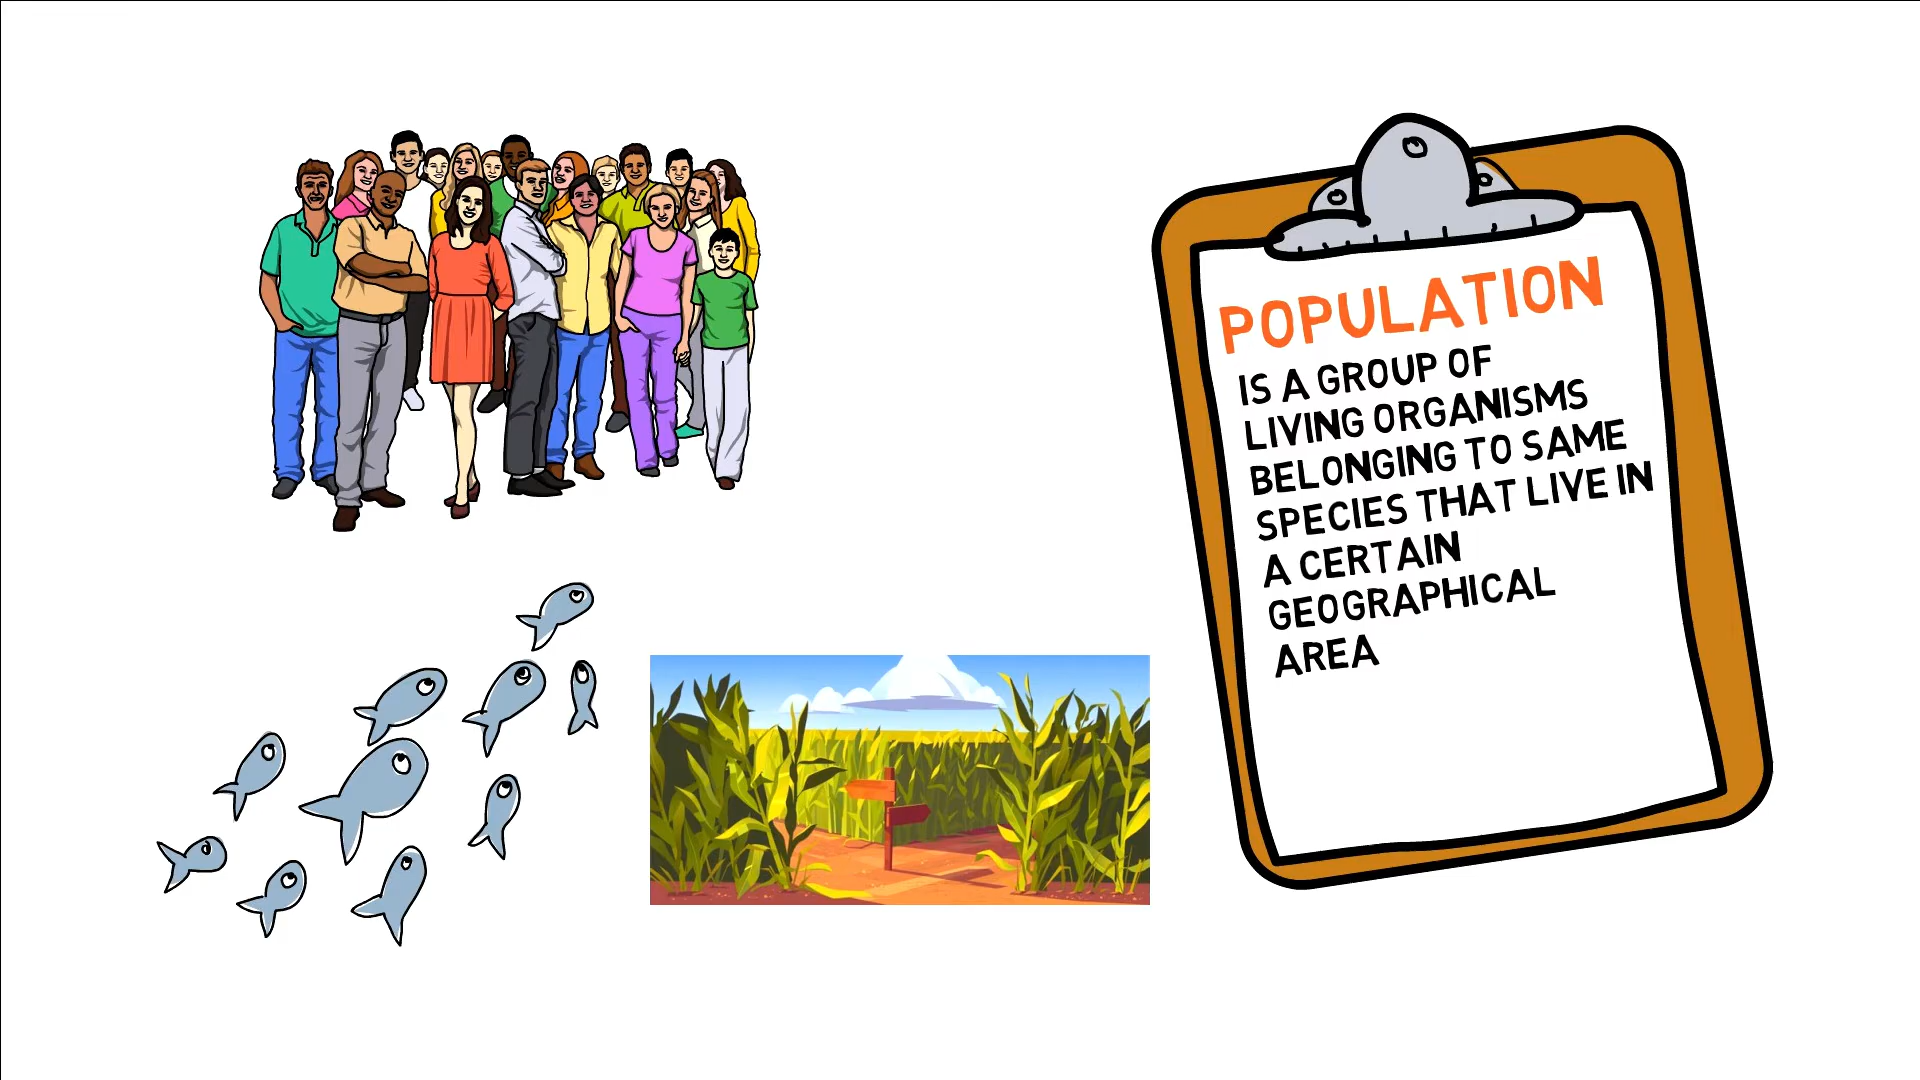 POPULATION
IS A GROUP OF
LIVING ORGANISMS
BELONGING TO SAME
SPECIES THAT LIVE IN
A CERTAIN
GEOGRAPHICAL
AREA